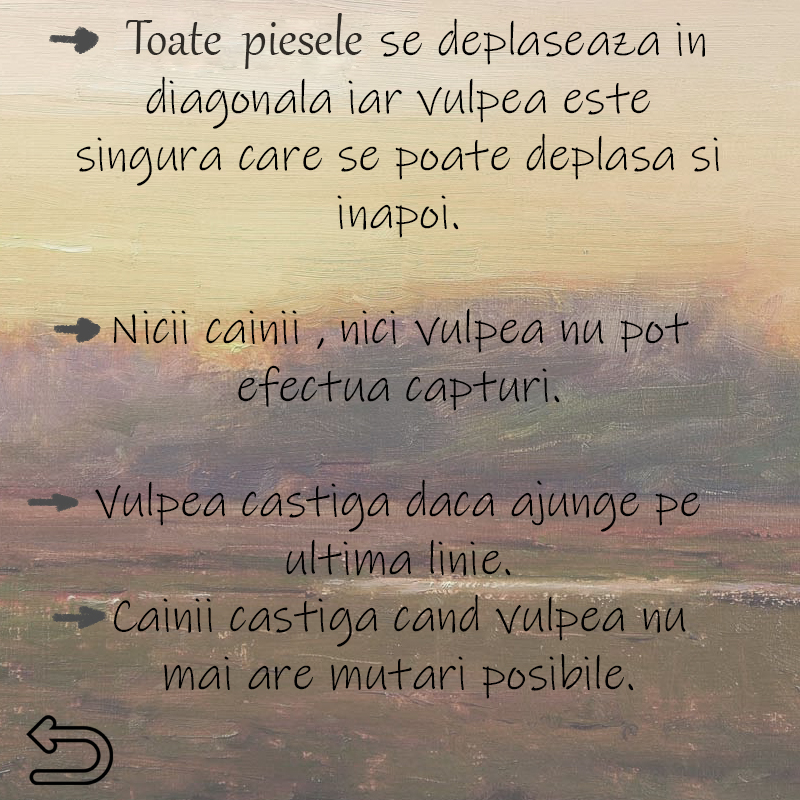 Toate piesele se deplaseaza in
diagonala iar vulpea este
singura care se poate deplasa si
inapoi.
Nicii cainii , nici vulpea nu pot
efectua capturi.
Vulpea castiga daca ajunge pe
ultima linie.
Cainii castiga cand vulpea nu
mai are mutari posibile.